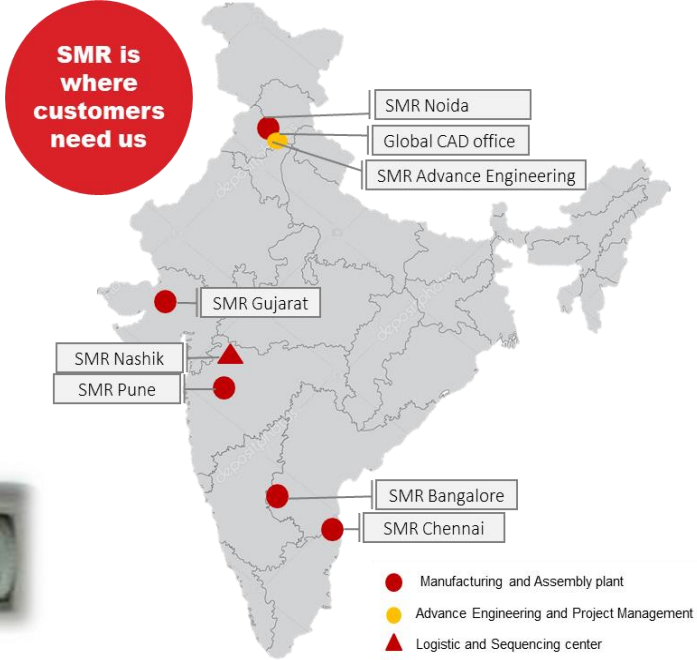 SMR is
where
customers
need us
SMR Noida
Global CAD office
SMR Advance Engineering
SMR Gujarat
SMR Nashik
SMR Pune
SMR Bangalore
SMR Chennai
Manufacturing and Assembly plant
Advance Engineering and Project Management
Logistic and Sequencing center